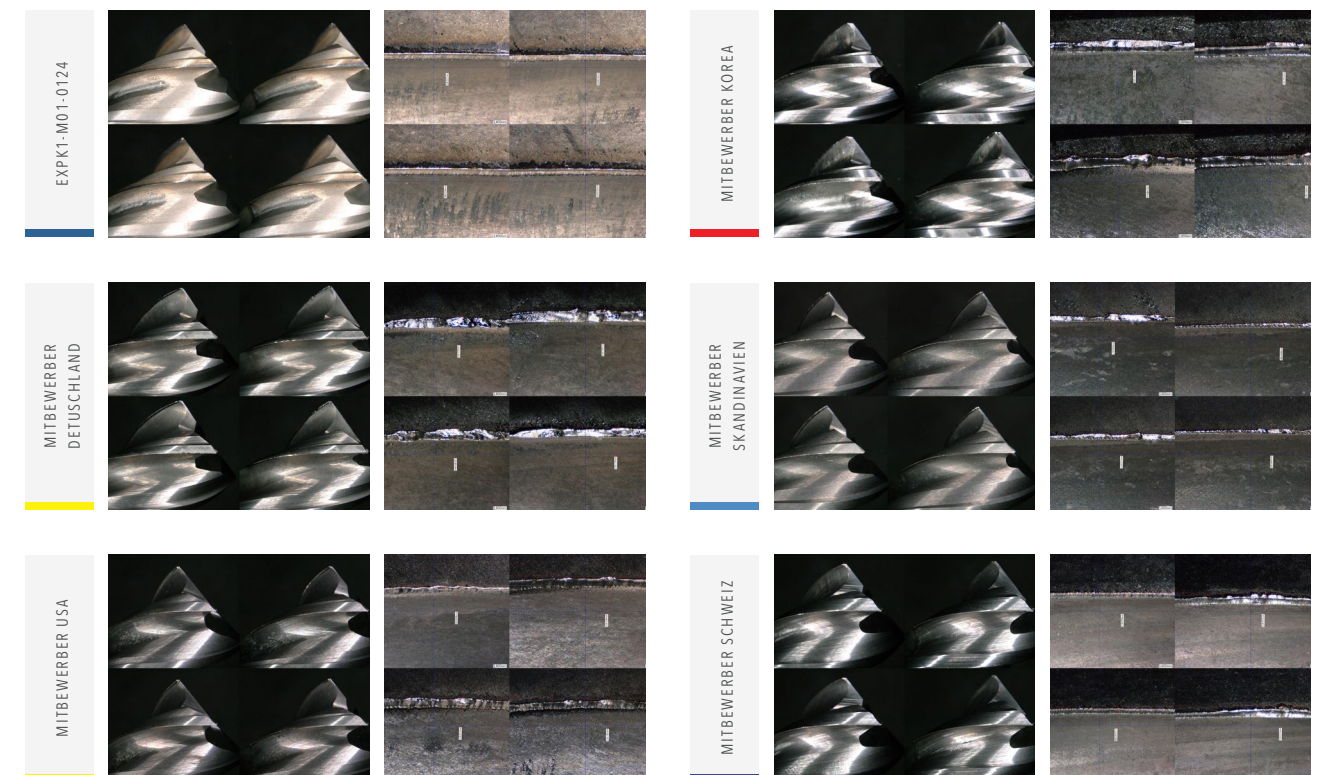 EXPK1-M01-0124
MITBEWERBER KOREA
MITBEWERBER
DETUSCHLAND
MITBEWERBER
SKANDINAVIEN
MITBEWERBER USA
MITBEWERBER SCHWEIZ